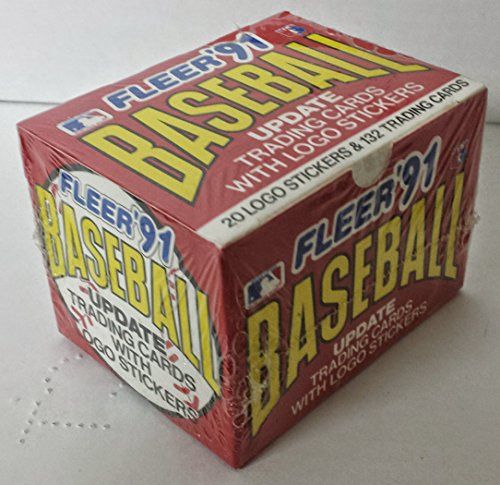 FLEER '91
BASEBALL
UPDATE
TRADING CARDS
WITH LOGO STICKERS
20 LOGO STICKERS & 132 TRADING CARDS
FLEER '91
BASEBALL
UPDATE
TRADING CARDS
WITH
LOGO STICKERS
FLEER '91
BASEBALL
UPDATE
TRADING CARDS
WITH LOGO STICKERS